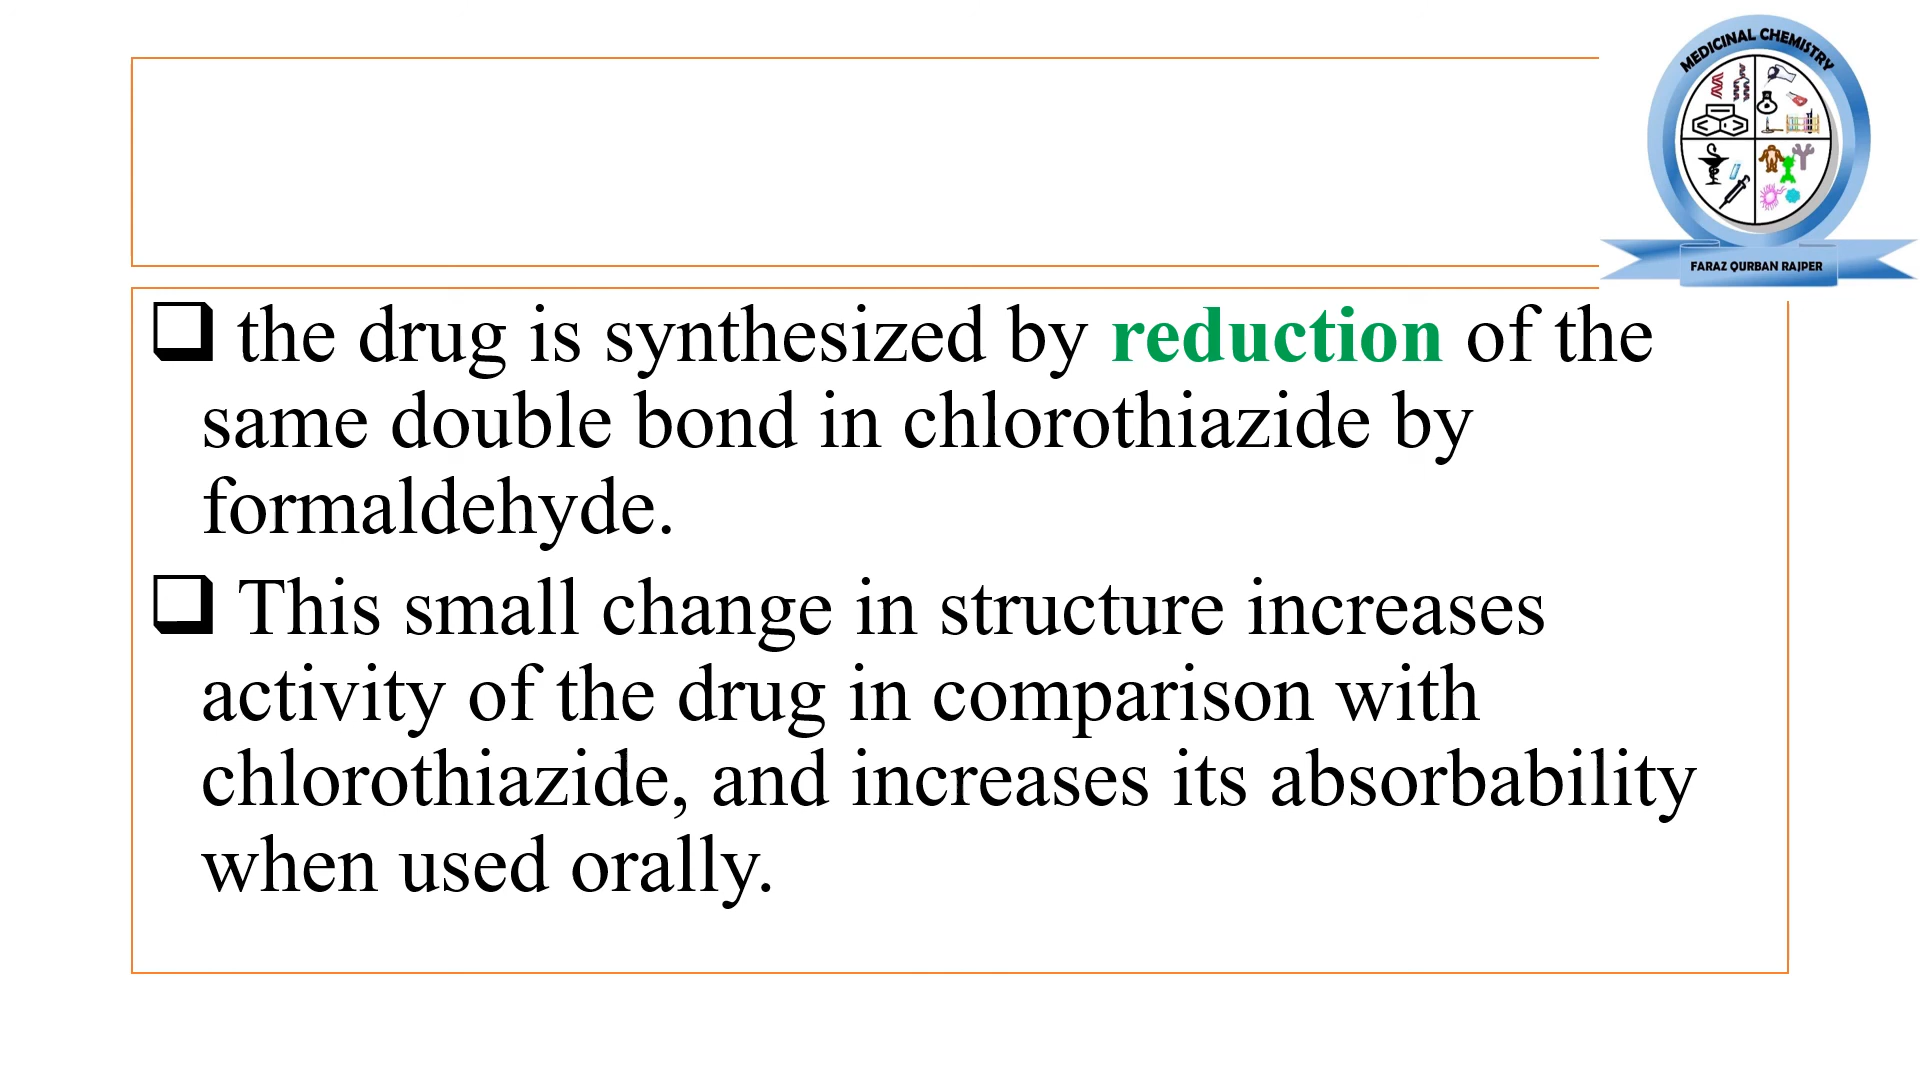 MEDICINAL CHEMISTRY
FARAZ QURBAN RAJPER
the drug is synthesized by reduction of the
same double bond in chlorothiazide by
formaldehyde.
This small change in structure increases
activity of the drug in comparison with
chlorothiazide, and increases its absorbability
when used orally.